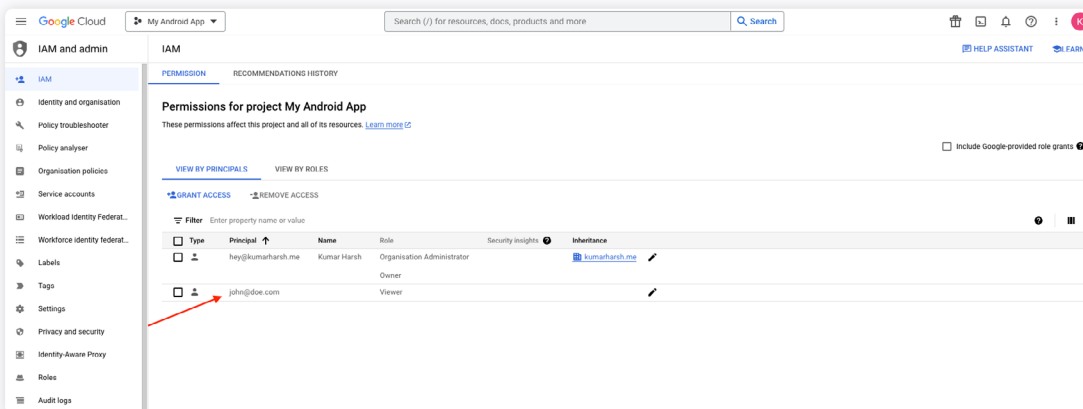 Google Cloud My Android App Search (/) for resources, docs, products and more Search K
IAM and admin IAM HELP ASSISTANT LEARN
PERMISSION RECOMMENDATIONS HISTORY
IAM
Identity and organisation
Policy troubleshooter
Policy analyser
Organisation policies
Service accounts
Workload Identity Federat...
Workforce identity federat...
Labels
Tags
Settings
Privacy and security
Identity-Aware Proxy
Roles
Audit logs
Permissions for project My Android App
These permissions affect this project and all of its resources. Learn more
Include Google-provided role grants
VIEW BY PRINCIPALS VIEW BY ROLES
GRANT ACCESS REMOVE ACCESS
Filter Enter property name or value
Type Principal Name Role Security insights Inheritance
hey@kumarharsh.me Kumar Harsh Organisation Administrator kumarharsh.me
Owner
john@doe.com Viewer